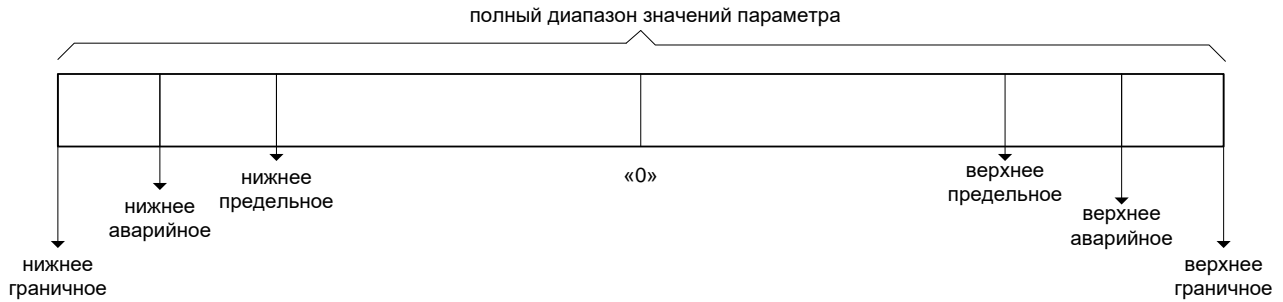 полный диапазон значений параметра
нижнее
граничное
нижнее
аварийное
нижнее
предельное
«0»
верхнее
предельное
верхнее
аварийное
верхнее
граничное